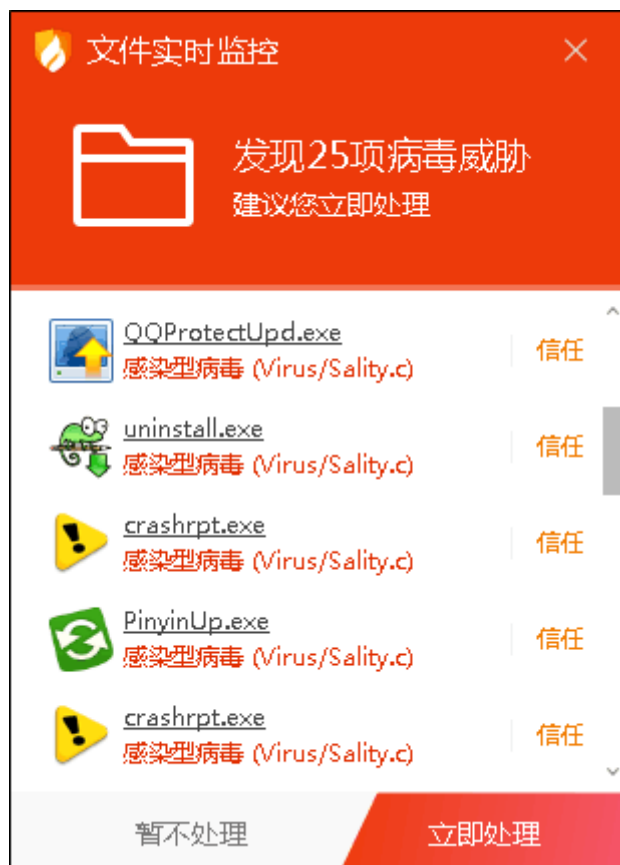 文件实时监控
发现25项病毒威胁
建议您立即处理
QQProtectUpd.exe
感染型病毒 (Virus/Sality.c)
信任
uninstall.exe
感染型病毒 (Virus/Sality.c)
信任
crashrpt.exe
感染型病毒 (Virus/Sality.c)
信任
PinyinUp.exe
感染型病毒 (Virus/Sality.c)
信任
crashrpt.exe
感染型病毒 (Virus/Sality.c)
信任
暂不处理
立即处理